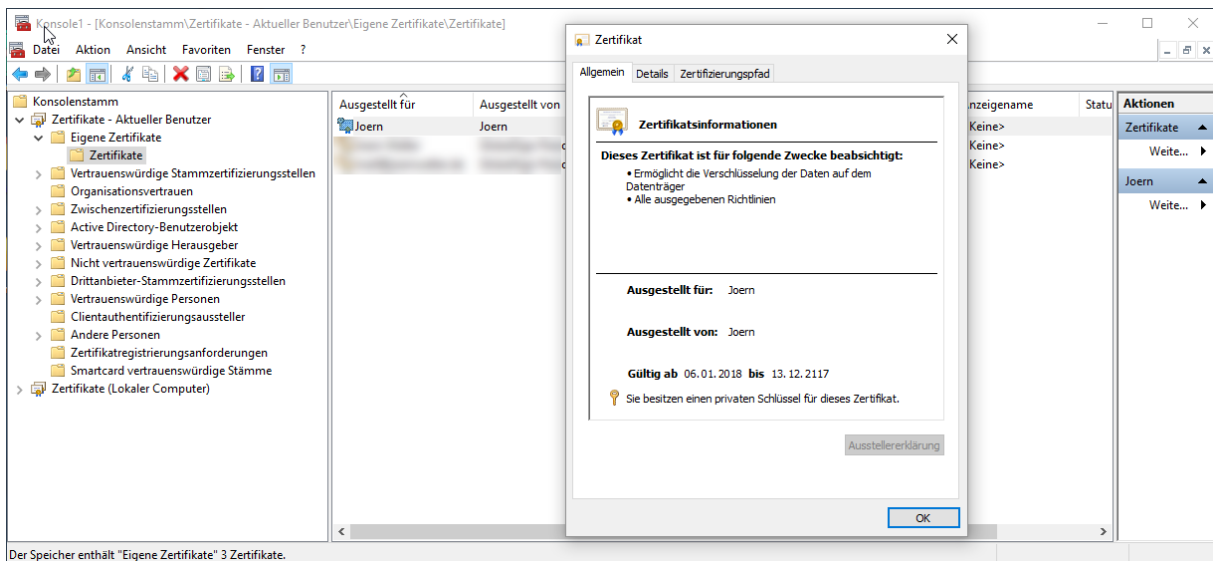 Konsole1 - [Konsolenstamm\Zertifikate - Aktueller Benutzer\Eigene Zertifikate\Zertifikate]
Datei Aktion Ansicht Favoriten Fenster ?
Konsolenstamm
Zertifikate - Aktueller Benutzer
Eigene Zertifikate
Zertifikate
Vertrauenswürdige Stammzertifizierungsstellen
Organisationsvertrauen
Zwischenzertifizierungsstellen
Active Directory-Benutzerobjekt
Vertrauenswürdige Herausgeber
Nicht vertrauenswürdige Zertifikate
Drittanbieter-Stammzertifizierungsstellen
Vertrauenswürdige Personen
Clientauthentifizierungsaussteller
Andere Personen
Zertifikatregistrierungsanforderungen
Smartcard vertrauenswürdige Stämme
Zertifikate (Lokaler Computer)
Ausgestellt für Ausgestellt von
Joern Joern
Zertifikat
Allgemein Details Zertifizierungspfad
Zertifikatsinformationen
Dieses Zertifikat ist für folgende Zwecke beabsichtigt:
• Ermöglicht die Verschlüsselung der Daten auf dem
Datenträger
• Alle ausgegebenen Richtlinien
Ausgestellt für: Joern
Ausgestellt von: Joern
Gültig ab 06.01.2018 bis 13.12.2117
Sie besitzen einen privaten Schlüssel für dieses Zertifikat.
Ausstellererklärung
OK
nzeigename Statu
Keine>
Keine>
Keine>
Aktionen
Zertifikate
Weite...
Joern
Weite...
Der Speicher enthält "Eigene Zertifikate" 3 Zertifikate.